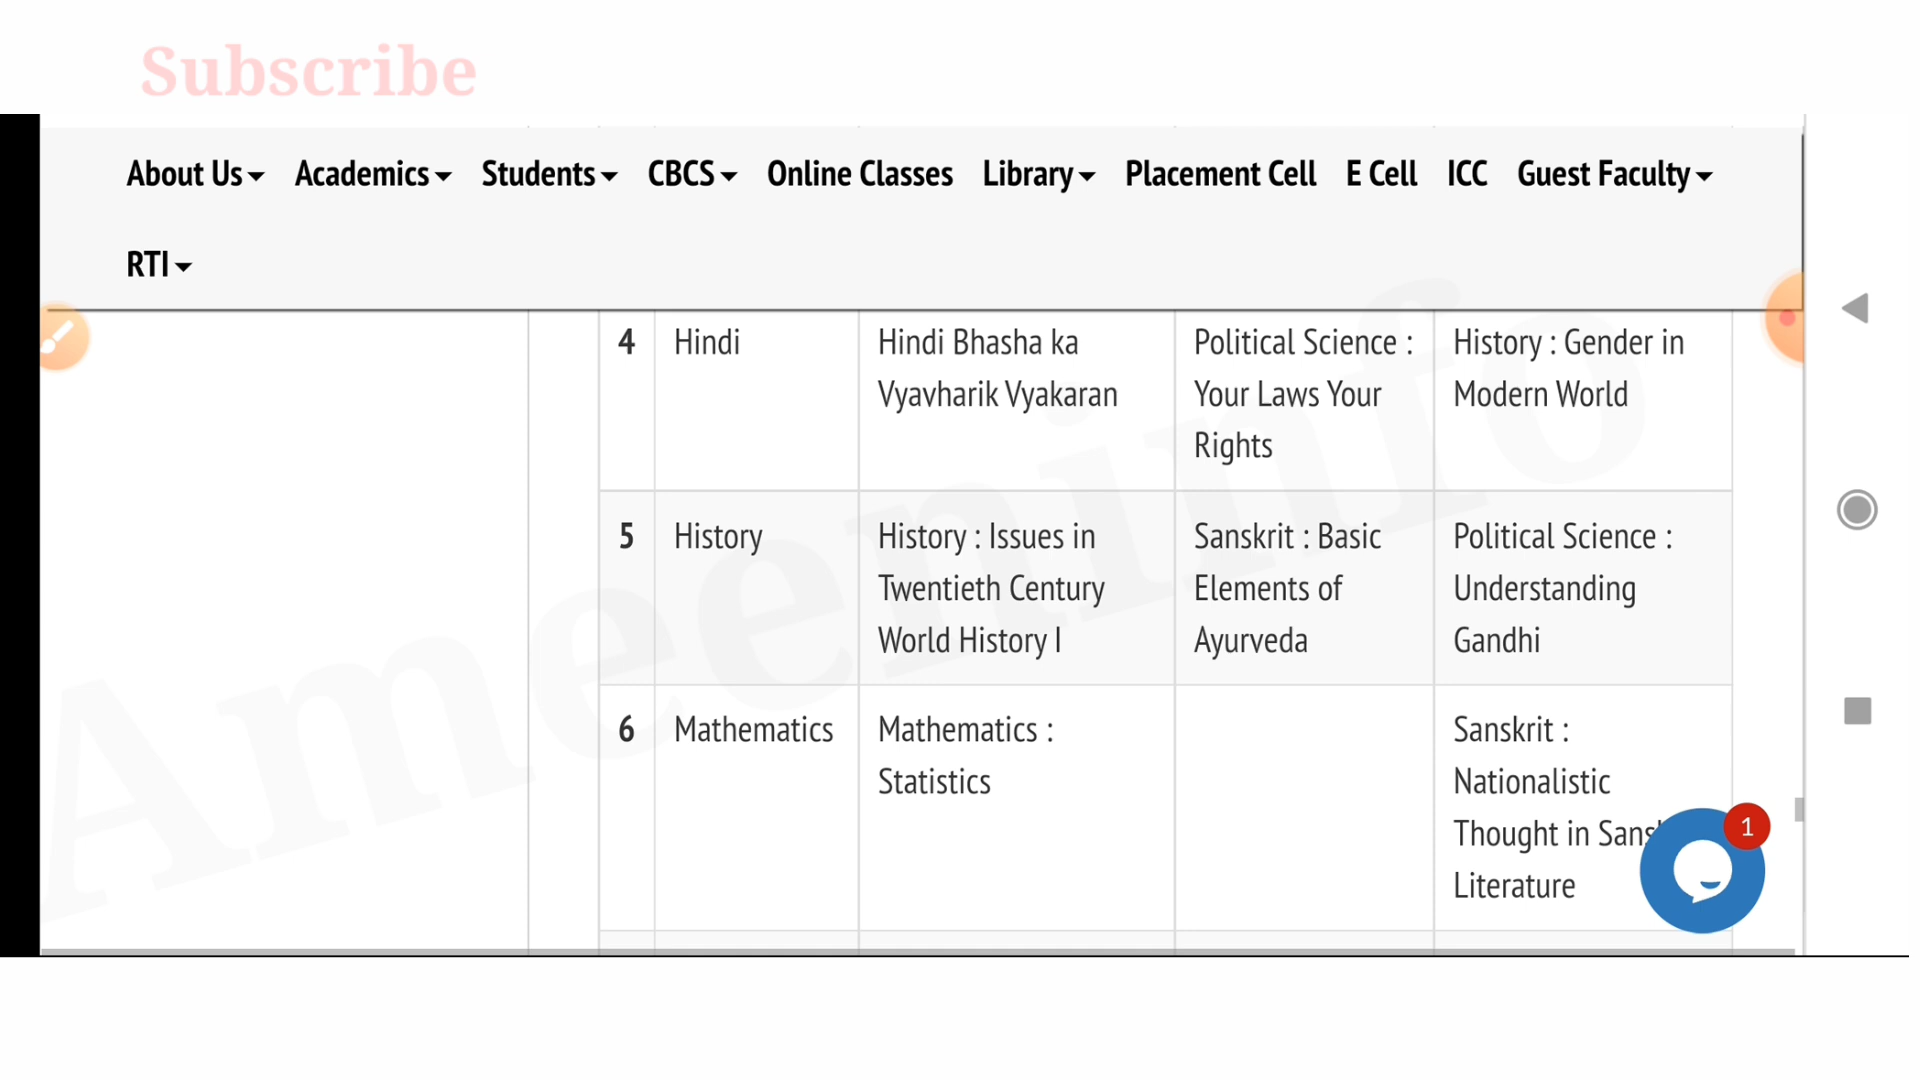 Subscribe
About Us Academics Students CBCS Online Classes Library Placement Cell E Cell ICC Guest Faculty
RTI
4 Hindi Hindi Bhasha ka Political Science : History : Gender in
Vyavharik Vyakaran Your Laws Your Modern World
Rights
5 History History : Issues in Sanskrit : Basic Political Science :
Twentieth Century Elements of Understanding
World History I Ayurveda Gandhi
6 Mathematics Mathematics : Sanskrit :
Statistics Nationalistic
Thought in
Literature
1
Ameeninfo